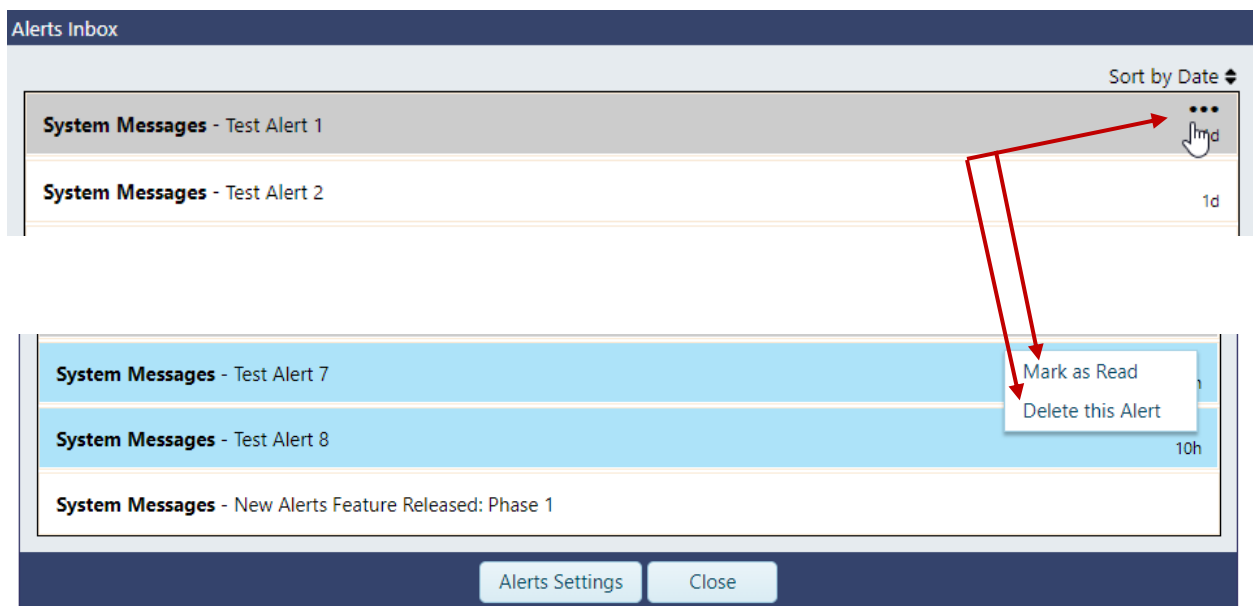 Alerts Inbox
Sort by Date
System Messages - Test Alert 1
System Messages - Test Alert 2
1d
System Messages - Test Alert 7
Mark as Read
Delete this Alert
System Messages - Test Alert 8
10h
System Messages - New Alerts Feature Released: Phase 1
Alerts Settings
Close